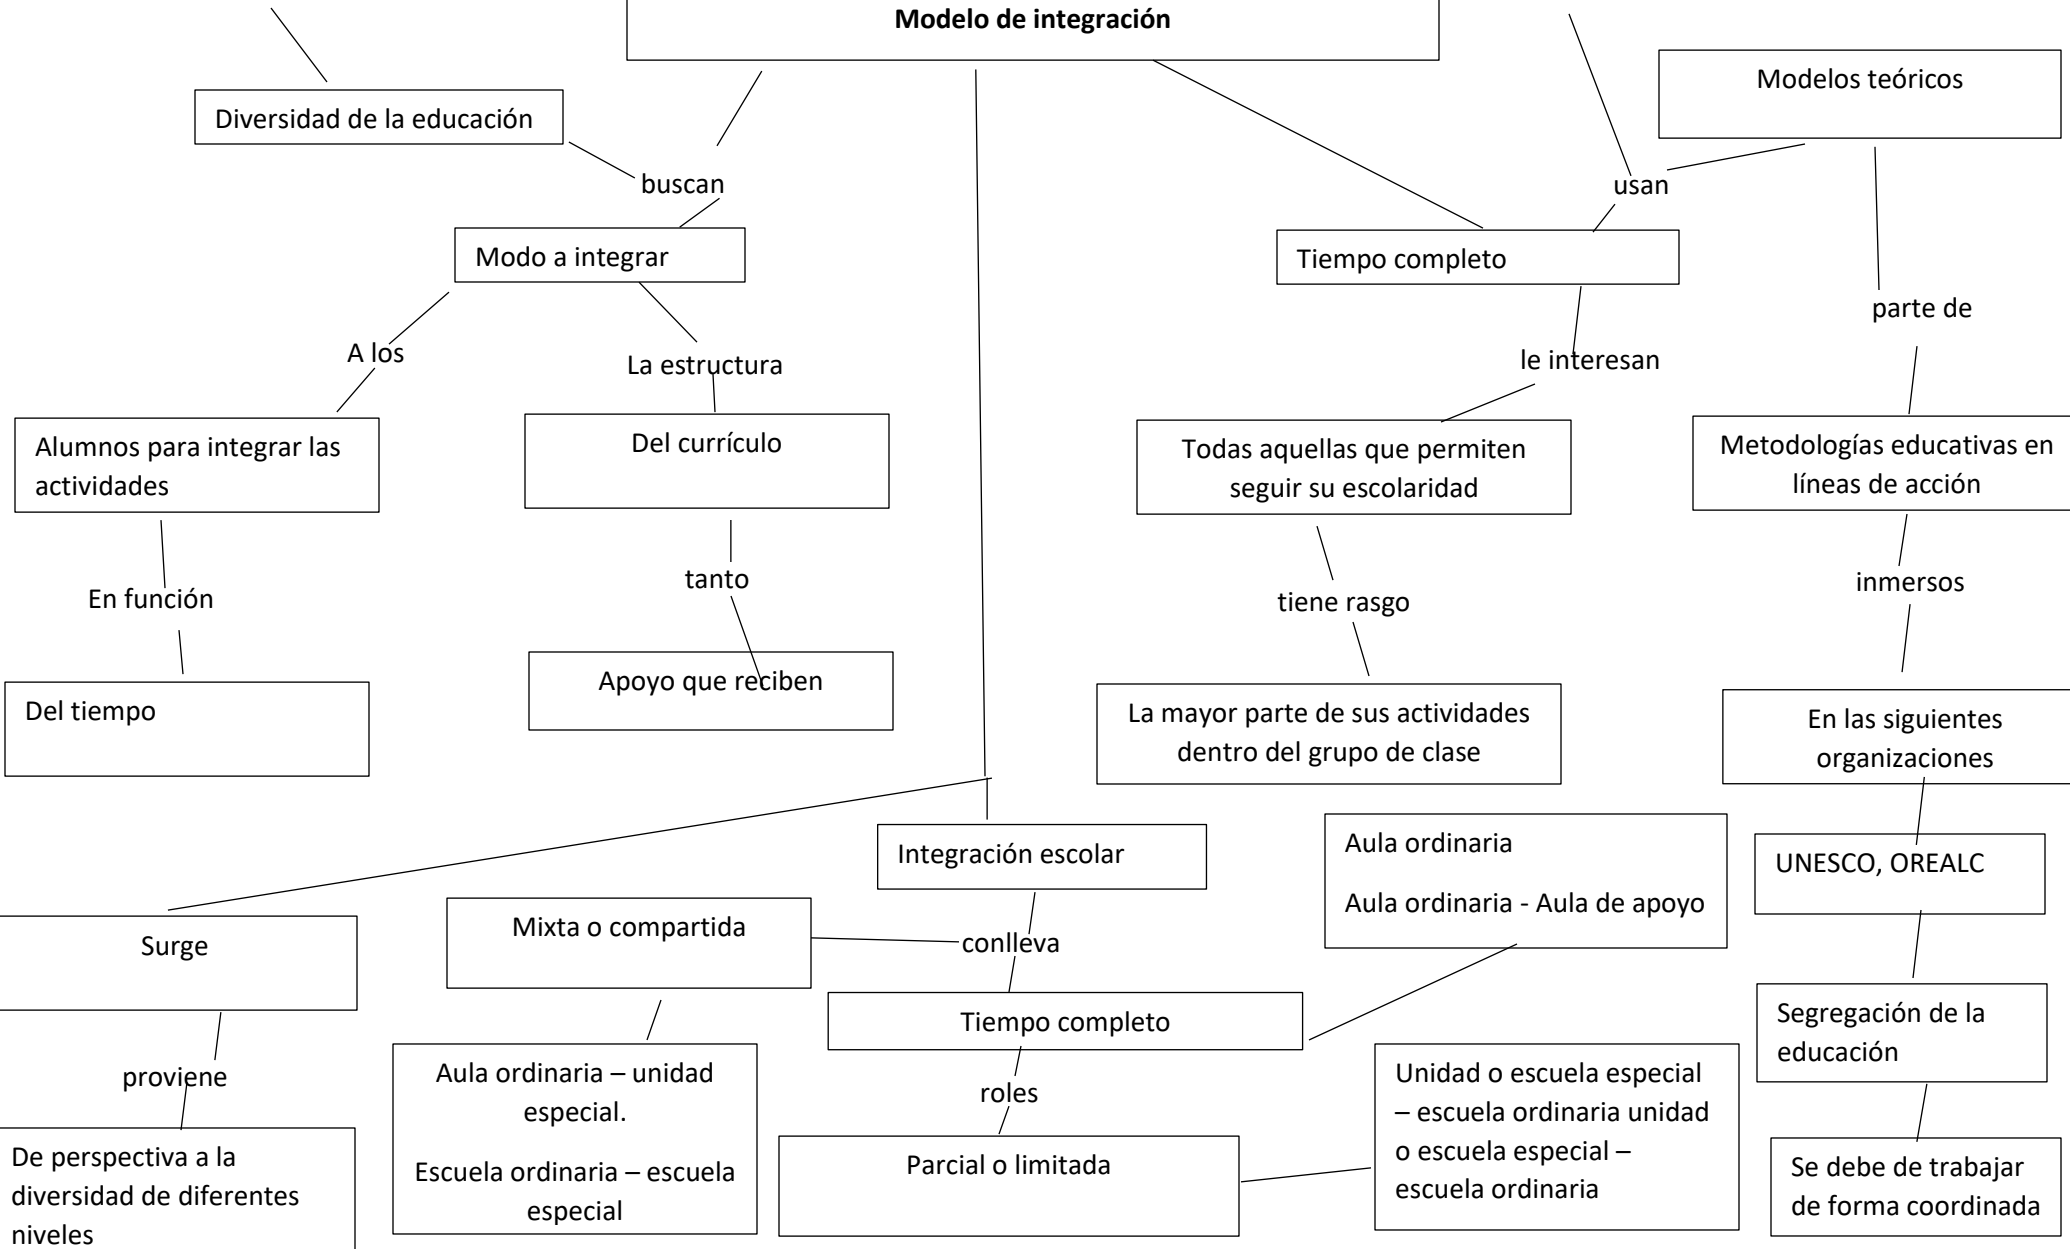 Modelo de integración
Modelos teóricos
Diversidad de la educación
buscan
usan
Modo a integrar
Tiempo completo
parte de
A los
La estructura
le interesan
Alumnos para integrar las
actividades
Del currículo
Todas aquellas que permiten
seguir su escolaridad
Metodologías educativas en
líneas de acción
En función
tanto
tiene rasgo
inmersos
Del tiempo
Apoyo que reciben
La mayor parte de sus actividades
dentro del grupo de clase
En las siguientes
organizaciones
Integración escolar
Aula ordinaria
Aula ordinaria - Aula de apoyo
UNESCO, OREALC
Surge
Mixta o compartida
conlleva
Tiempo completo
Segregación de la
educación
proviene
Aula ordinaria – unidad
especial.
Escuela ordinaria – escuela
especial
roles
Unidad o escuela especial
– escuela ordinaria unidad
o escuela especial –
escuela ordinaria
De perspectiva a la
diversidad de diferentes
niveles
Parcial o limitada
Se debe de trabajar
de forma coordinada